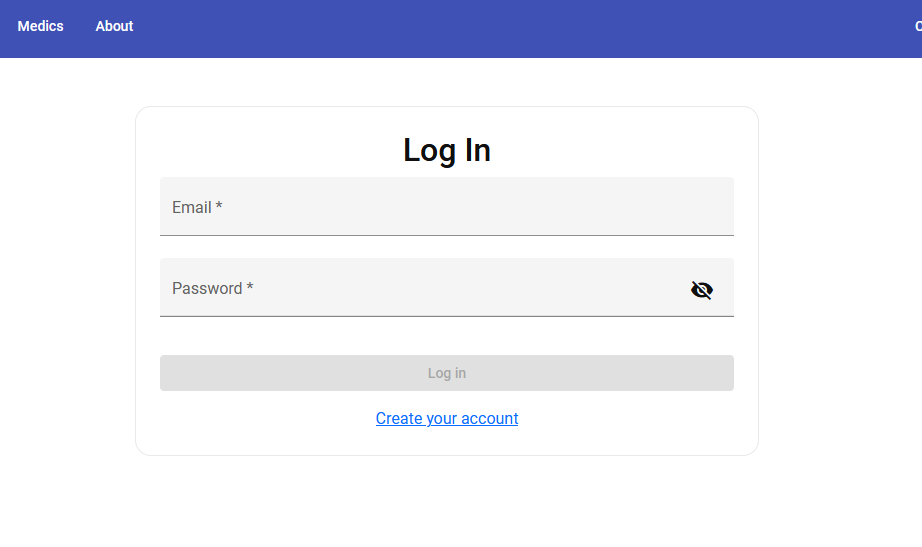 Medics About
Log In
Email *
Password *
Log in
Create your account